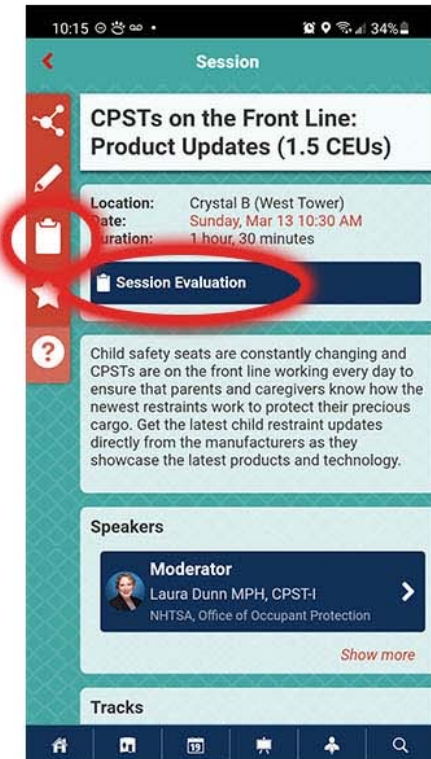 10:15
34%
Session
CPSTs on the Front Line:
Product Updates (1.5 CEUs)
Location: Crystal B (West Tower)
Date: Sunday, Mar 13 10:30 AM
Duration: 1 hour, 30 minutes
Session Evaluation
?
Child safety seats are constantly changing and
CPSTs are on the front line working every day to
ensure that parents and caregivers know how the
newest restraints work to protect their precious
cargo. Get the latest child restraint updates
directly from the manufacturers as they
showcase the latest products and technology.
Speakers
Moderator
Laura Dunn MPH, CPST-I
NHTSA, Office of Occupant Protection
Show more
Tracks
19